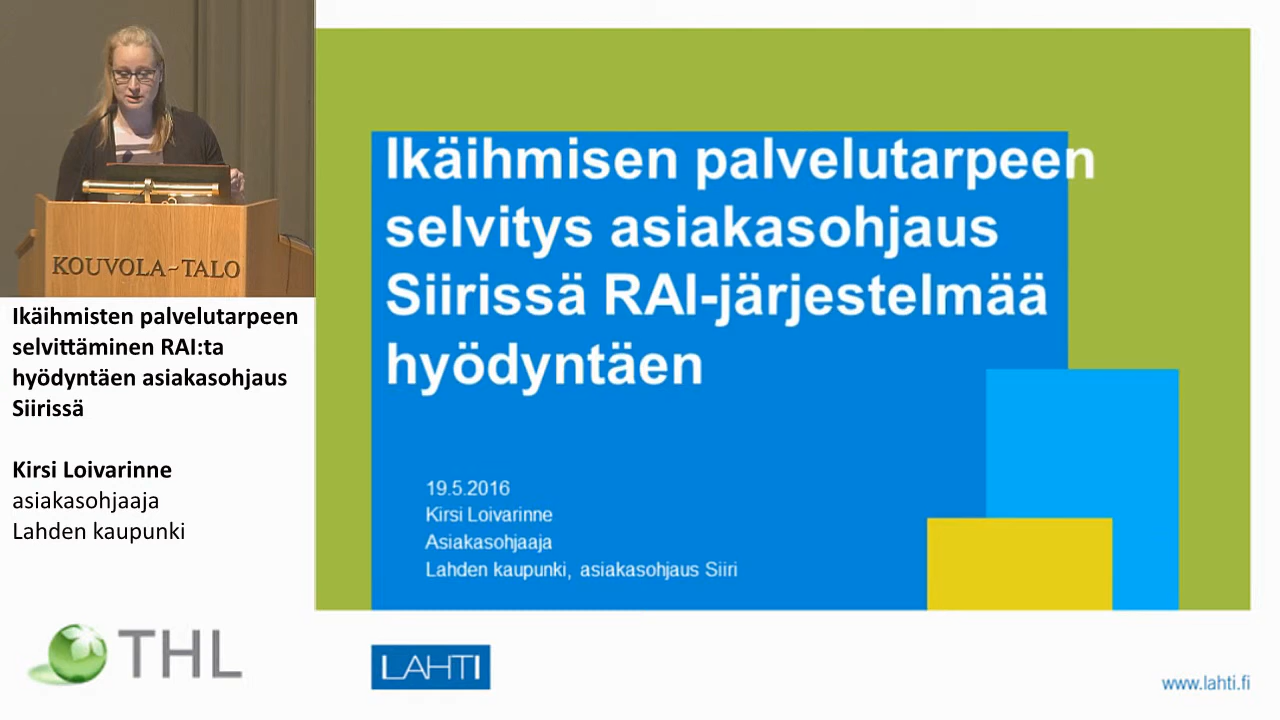 KOUVOLA~TALO
Ikäihmisten palvelutarpeen
selvittäminen RAI:ta
hyödyntäen asiakasohjaus
Siirissä
Kirsi Loivarinne
asiakasohjaaja
Lahden kaupunki
THL
Ikäihmisen palvelutarpeen
selvitys asiakasohjaus
Siirissä RAI-järjestelmää
hyödyntäen
19.5.2016
Kirsi Loivarinne
Asiakasohjaaja
Lahden kaupunki, asiakasohjaus Siiri
LAHTI
www.lahti.fi